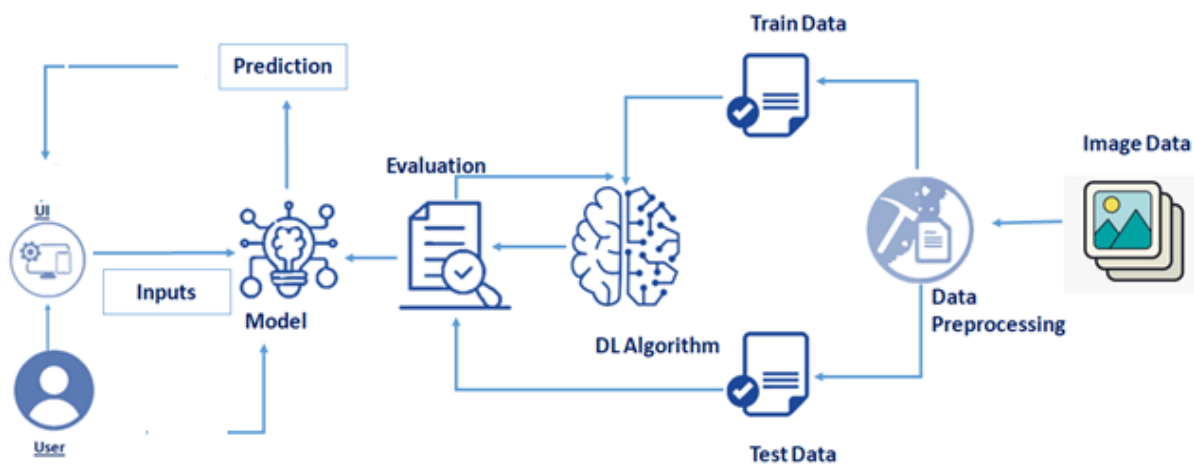 Train Data
Prediction
Image Data
Evaluation
UI
Inputs
Model
Data
Preprocessing
DL Algorithm
User
Test Data